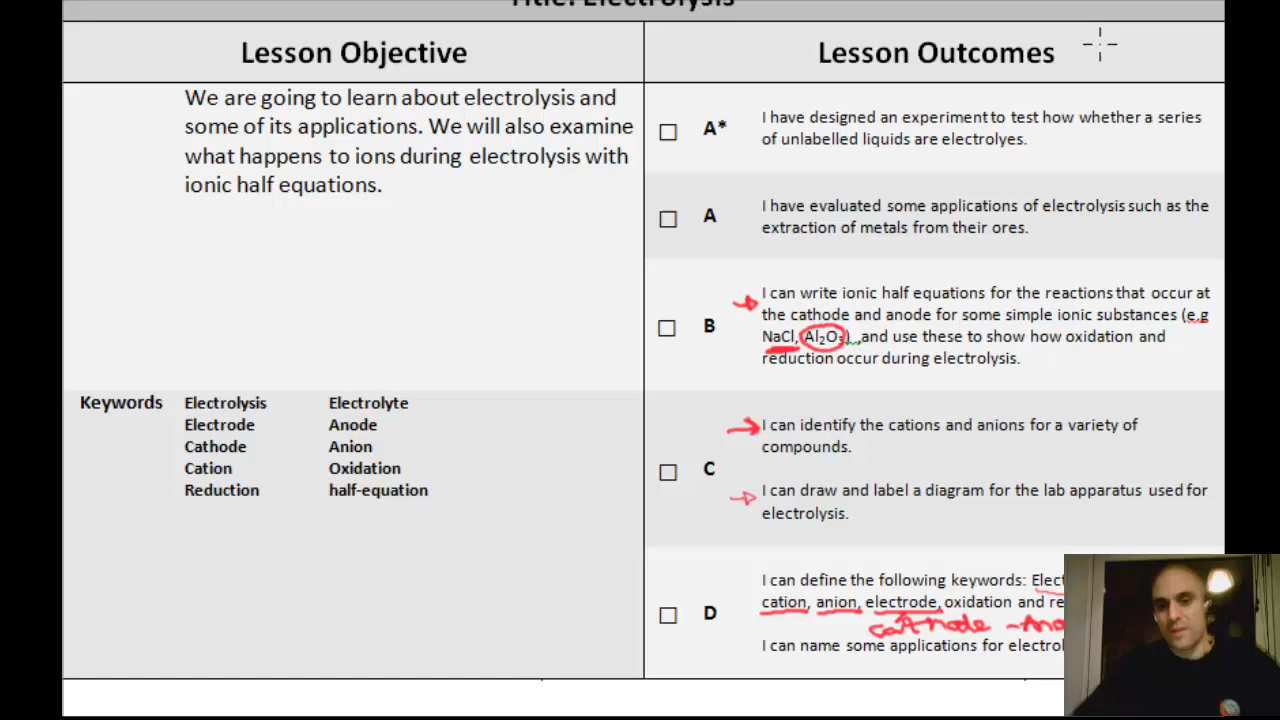 Title: Electrolysis
Lesson Objective
Lesson Outcomes
We are going to learn about electrolysis and
some of its applications. We will also examine
what happens to ions during electrolysis with
ionic half equations.
A*
I have designed an experiment to test how whether a series
of unlabelled liquids are electrolyes.
A
I have evaluated some applications of electrolysis such as the
extraction of metals from their ores.
B
I can write ionic half equations for the reactions that occur at
the cathode and anode for some simple ionic substances (e.g
NaCl, Al₂O₃) ,and use these to show how oxidation and
reduction occur during electrolysis.
Keywords
Electrolysis Electrolyte
Electrode Anode
Cathode Anion
Cation Oxidation
Reduction half-equation
C
I can identify the cations and anions for a variety of
compounds.
I can draw and label a diagram for the lab apparatus used for
electrolysis.
D
I can define the following keywords:
cation, anion, electrode, oxidation and
cathode
I can name some applications for